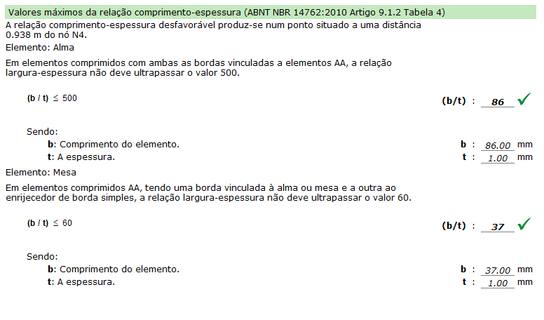 Valores máximos da relação comprimento-espessura (ABNT NBR 14762:2010 Artigo 9.1.2 Tabela 4)
A relação comprimento-espessura desfavorável produz-se num ponto situado a uma distância
0.938 m do nó N4.
Elemento: Alma
Em elementos comprimidos com ambas as bordas vinculadas a elementos AA, a relação
largura-espessura não deve ultrapassar o valor 500.
(b / t) ≤ 500 (b/t) : 86 ✓
Sendo:
b: Comprimento do elemento. b : 86.00 mm
t: A espessura. t : 1.00 mm
Elemento: Mesa
Em elementos comprimidos AA, tendo uma borda vinculada à alma ou mesa e a outra ao
enrijecedor de borda simples, a relação largura-espessura não deve ultrapassar o valor 60.
(b / t) ≤ 60 (b/t) : 37 ✓
Sendo:
b: Comprimento do elemento. b : 37.00 mm
t: A espessura. t : 1.00 mm